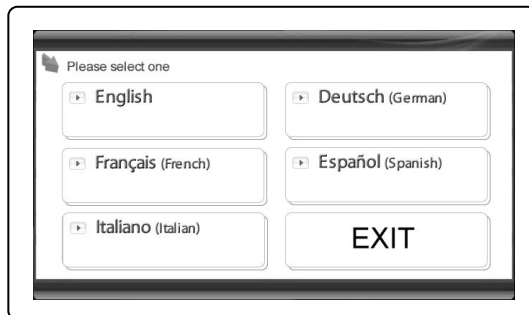 Please select one
English
Deutsch (German)
Français (French)
Español (Spanish)
Italiano (Italian)
EXIT